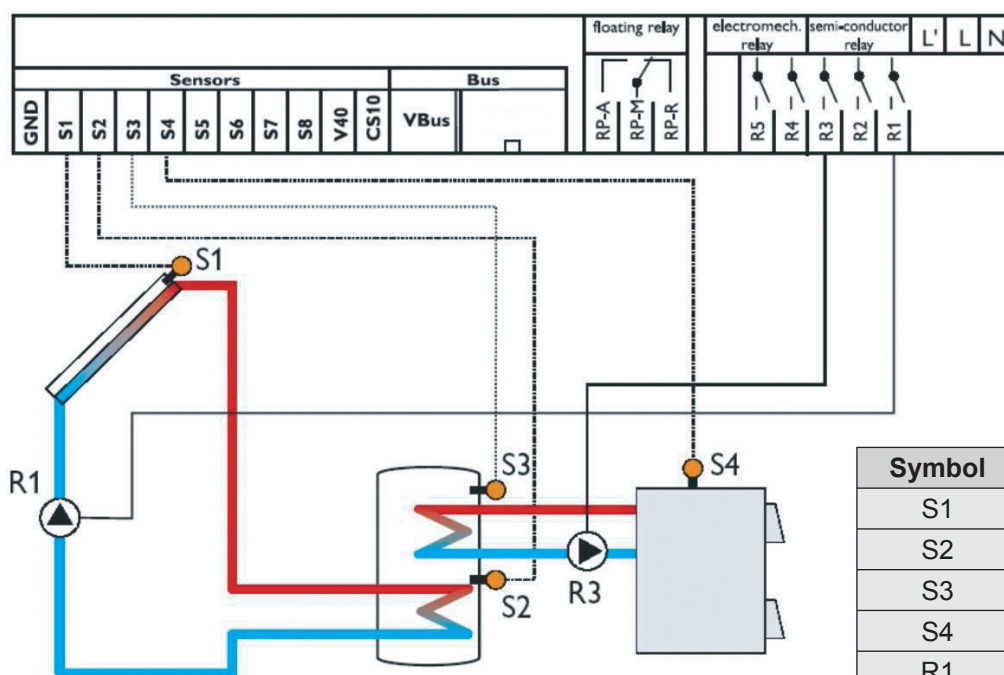 floating relay
electromech. relay
semi-conductor relay
L'
L
N
Sensors
Bus
GND
S1
S2
S3
S4
S5
S6
S7
S8
V40
CS10
VBus
RP-A
RP-M
RP-R
R5
R4
R3
R2
R1
S1
R1
S3
S2
R3
S4
Symbol
S1
S2
S3
S4
R1